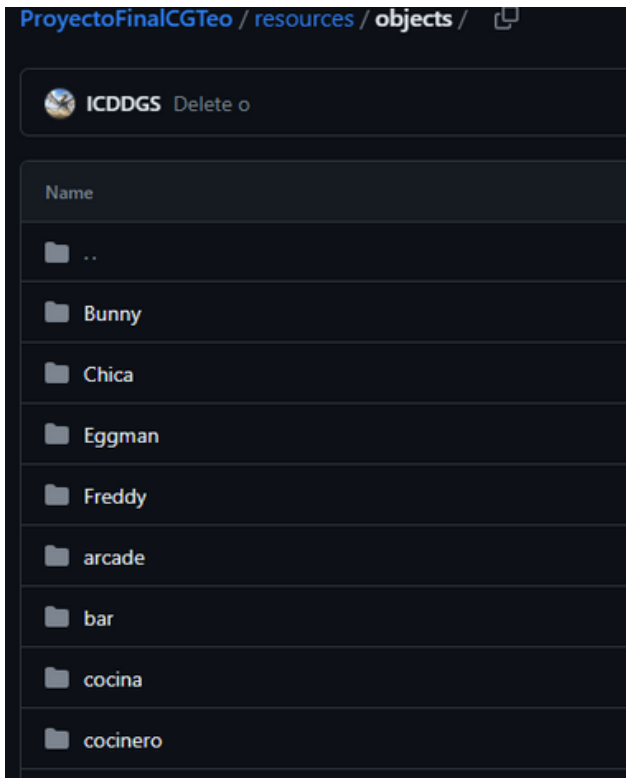 ProyectoFinalCGTeo / resources / objects /
ICDDGS Delete o
Name
..
Bunny
Chica
Eggman
Freddy
arcade
bar
cocina
cocinero